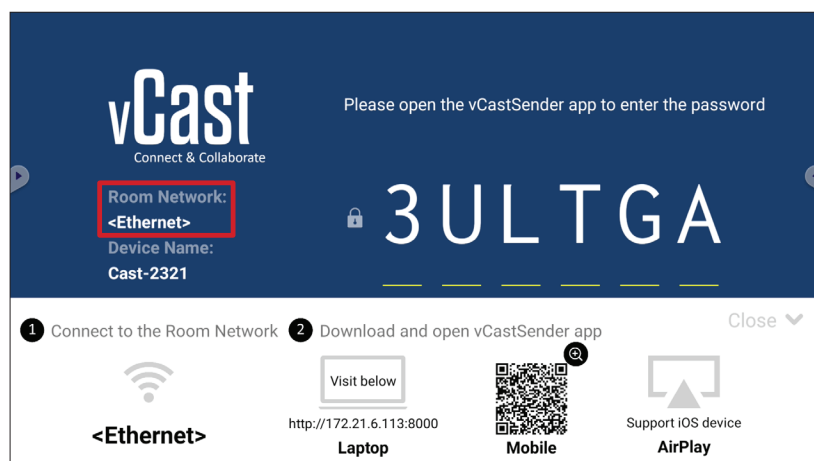 vCast
Connect & Collaborate
Please open the vCastSender app to enter the password
Room Network:
<Ethernet>
Device Name:
Cast-2321
3ULTGA
1 Connect to the Room Network
2 Download and open vCastSender app
Close
<Ethernet>
Visit below
http://172.21.6.113:8000
Laptop
Mobile
Support iOS device
AirPlay